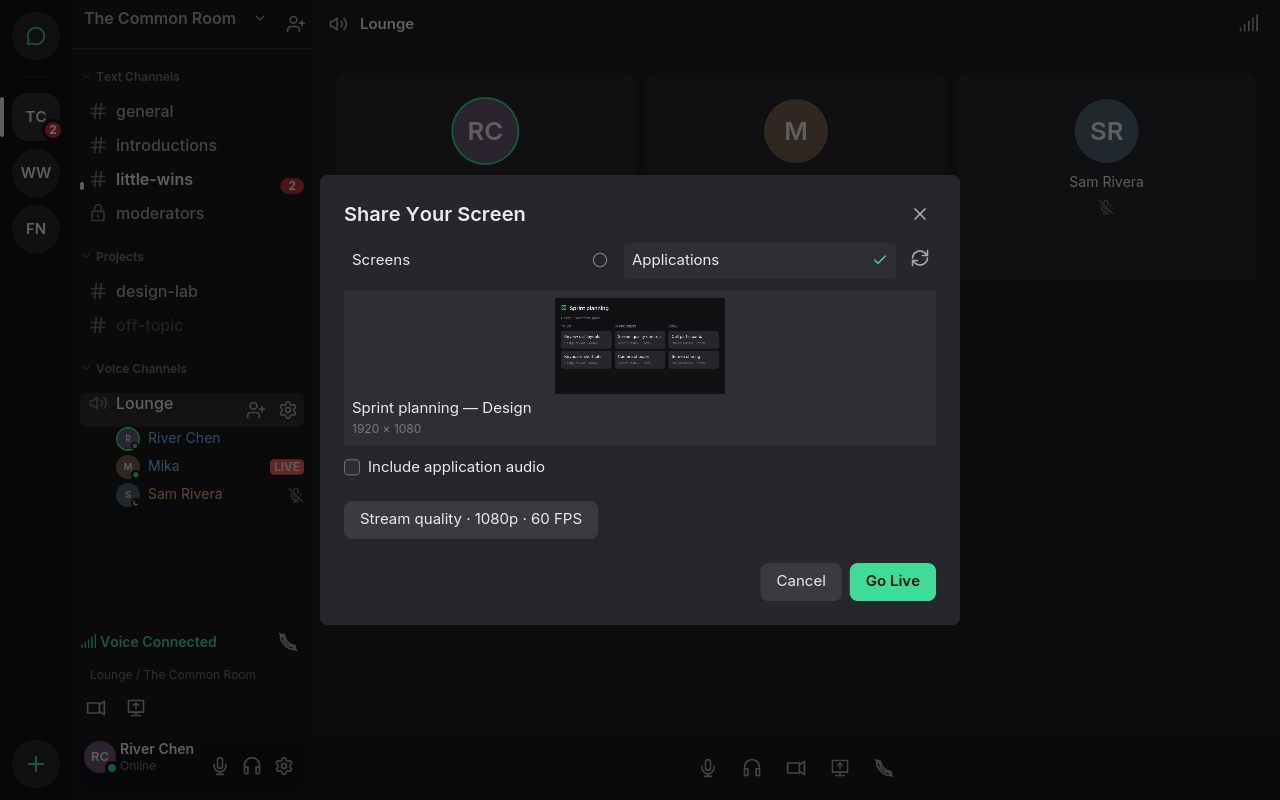 The Common Room
Lounge
Text Channels
TC
2
general
RC
M
SR
introductions
WW
little-wins
2
Sam Rivera
moderators
FN
Share Your Screen
Projects
Screens
Applications
design-lab
Sprint planning
off-topic
Voice Channels
Lounge
Sprint planning — Design
1920 × 1080
R
River Chen
M
Mika
LIVE
Include application audio
S
Sam Rivera
Stream quality · 1080p · 60 FPS
Cancel
Go Live
Voice Connected
Lounge / The Common Room
RC
River Chen
Online